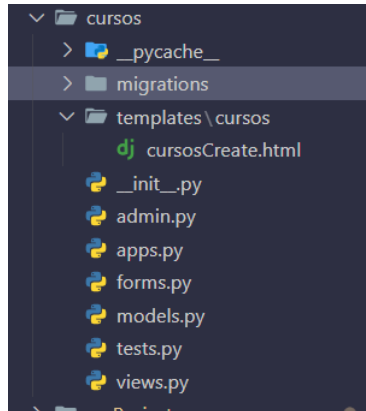 cursos
__pycache__
migrations
templates\cursos
dj cursosCreate.html
__init__.py
admin.py
apps.py
forms.py
models.py
tests.py
views.py